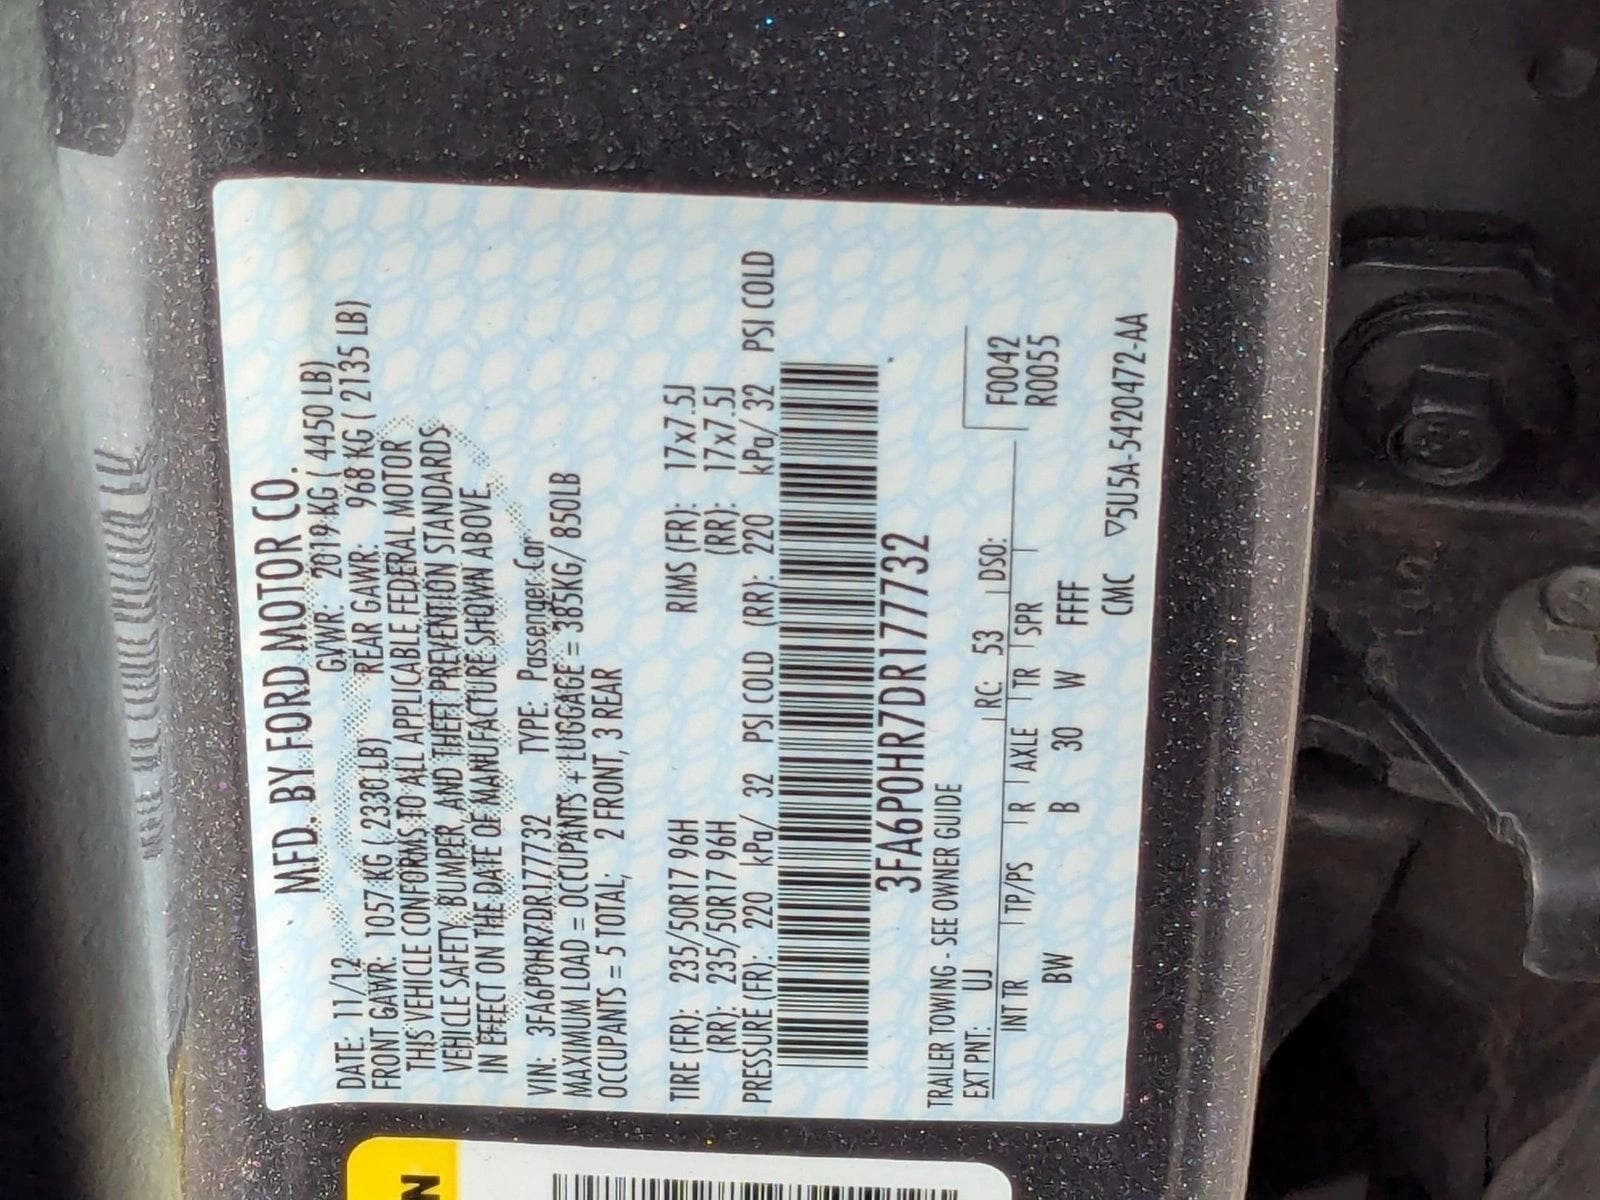 MFD. BY FORD MOTOR CO.
DATE: 11/12 GVWR: 2019 KG ( 4450 LB)
FRONT GAWR: 1057 KG ( 2330 LB) REAR GAWR: 968 KG ( 2135 LB)
THIS VEHICLE CONFORMS TO ALL APPLICABLE FEDERAL MOTOR
VEHICLE SAFETY, BUMPER, AND THEFT PREVENTION STANDARDS
IN EFFECT ON THE DATE OF MANUFACTURE SHOWN ABOVE.
VIN: 3FA6P0HR7DR177732 TYPE: Passenger Car
MAXIMUM LOAD = OCCUPANTS + LUGGAGE = 385KG/ 850LB
OCCUPANTS = 5 TOTAL; 2 FRONT, 3 REAR
TIRE (FR): 235/50R17 96H RIMS (FR): 17x7.5J
(RR): 235/50R17 96H (RR): 17x7.5J
PRESSURE (FR): 220 kPa/ 32 PSI COLD (RR): 220 kPa/ 32 PSI COLD
3FA6P0HR7DR177732
TRAILER TOWING - SEE OWNER GUIDE
EXT PNT: UJ RC: 53 DSO: F0042
R0055
INT TR TP/PS R AXLE TR SPR
BW B 30 W FFFF
CMC ▽5U5A-5420472-AA
N